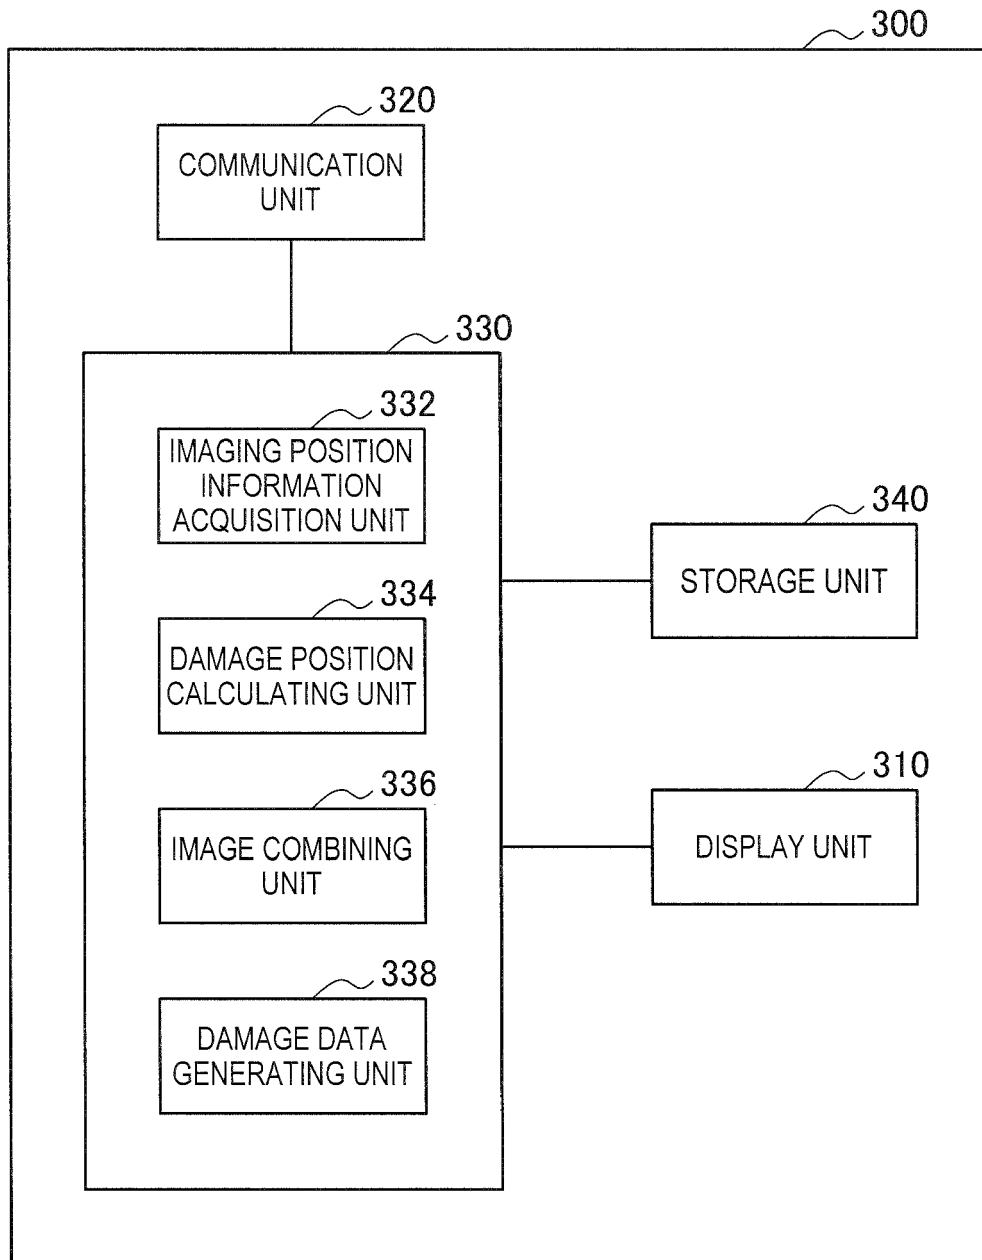 300
320
COMMUNICATION
UNIT
330
332
IMAGING POSITION
INFORMATION
ACQUISITION UNIT
334
DAMAGE POSITION
CALCULATING UNIT
336
IMAGE COMBINING
UNIT
338
DAMAGE DATA
GENERATING UNIT
340
STORAGE UNIT
310
DISPLAY UNIT